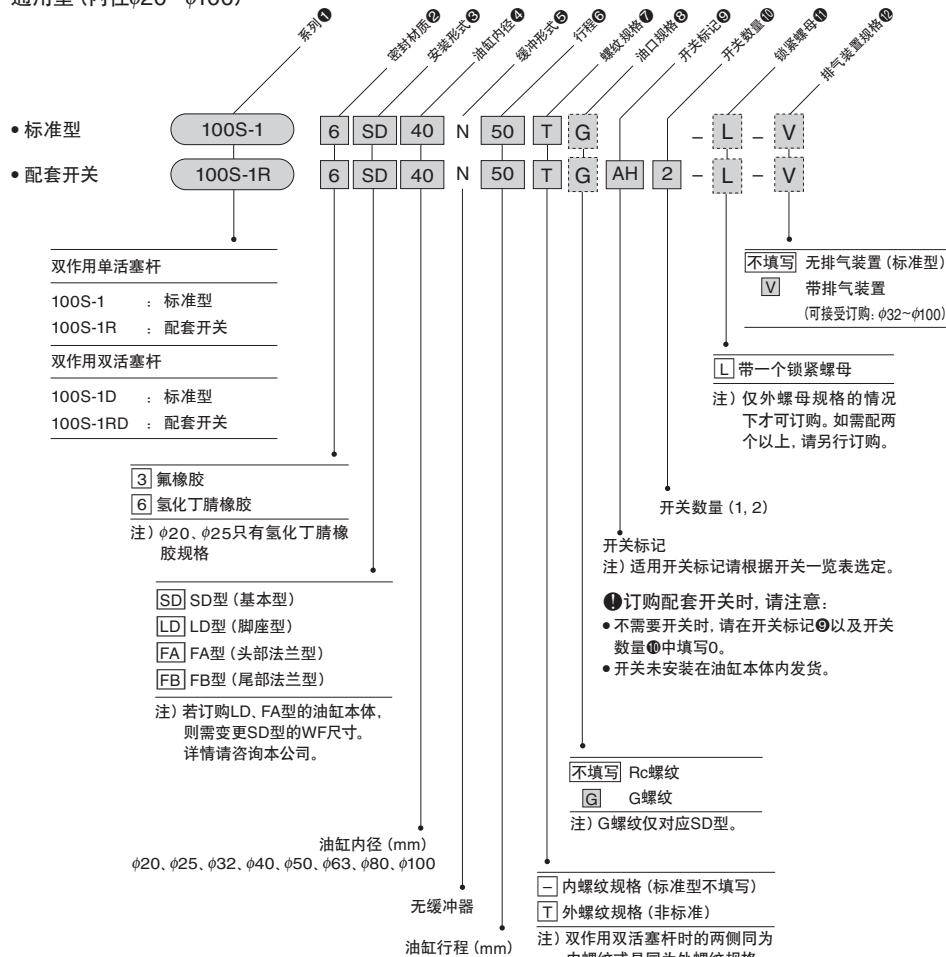 通用型 (内径φ20~φ100)
系列❶
密封材质❷
安装形式❸
油缸内径❹
缓冲形式❺
行程❻
螺纹规格❼
油口规格❽
开关标记❾
开关数量❿
锁紧螺母⓫
排气装置规格⓬
• 标准型 100S-1 6 SD 40 N 50 T G – L – V
• 配套开关 100S-1R 6 SD 40 N 50 T G AH 2 – L – V
双作用单活塞杆
100S-1 : 标准型
100S-1R : 配套开关
双作用双活塞杆
100S-1D : 标准型
100S-1RD : 配套开关
不填写 无排气装置 (标准型)
V 带排气装置
(可接受订购: φ32~φ100)
L 带一个锁紧螺母
注) 仅外螺母规格的情况
下才可订购。如需配两
个以上, 请另行订购。
3 氟橡胶
6 氢化丁腈橡胶
注) φ20、φ25只有氢化丁腈橡
胶规格
开关数量 (1, 2)
开关标记
注) 适用开关标记请根据开关一览表选定。
!订购配套开关时, 请注意:
• 不需要开关时, 请在开关标记❾以及开关
数量❿中填写0。
• 开关未安装在油缸本体内发货。
SD SD型 (基本型)
LD LD型 (脚座型)
FA FA型 (头部法兰型)
FB FB型 (尾部法兰型)
注) 若订购LD、FA型的油缸本体,
则需变更SD型的WF尺寸。
详情请咨询本公司。
不填写 Rc螺纹
G G螺纹
注) G螺纹仅对应SD型。
油缸内径 (mm)
φ20、φ25、φ32、φ40、φ50、φ63、φ80、φ100
– 内螺纹规格 (标准型不填写)
T 外螺纹规格 (非标准)
注) 双作用双活塞杆时的两侧同为
内螺纹或是同为外螺纹规格
无缓冲器
油缸行程 (mm)